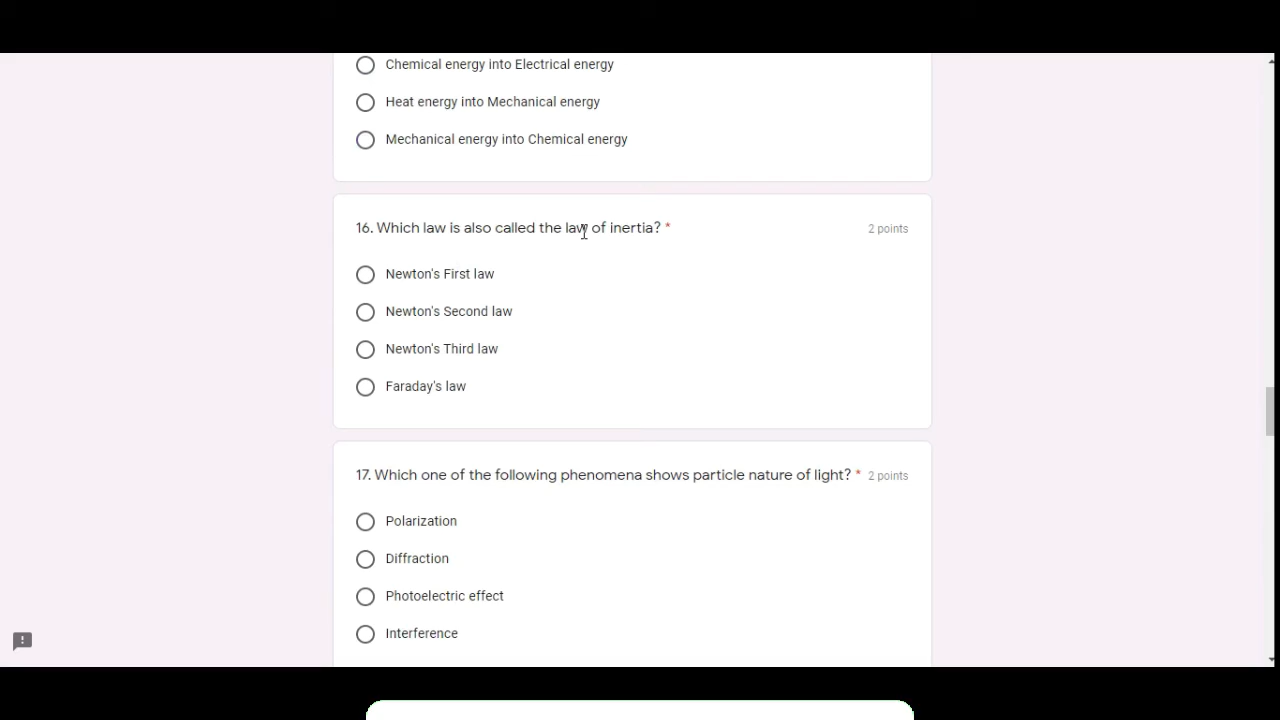 Chemical energy into Electrical energy
Heat energy into Mechanical energy
Mechanical energy into Chemical energy
16. Which law is also called the law of inertia? * 2 points
Newton's First law
Newton's Second law
Newton's Third law
Faraday's law
17. Which one of the following phenomena shows particle nature of light? * 2 points
Polarization
Diffraction
Photoelectric effect
Interference